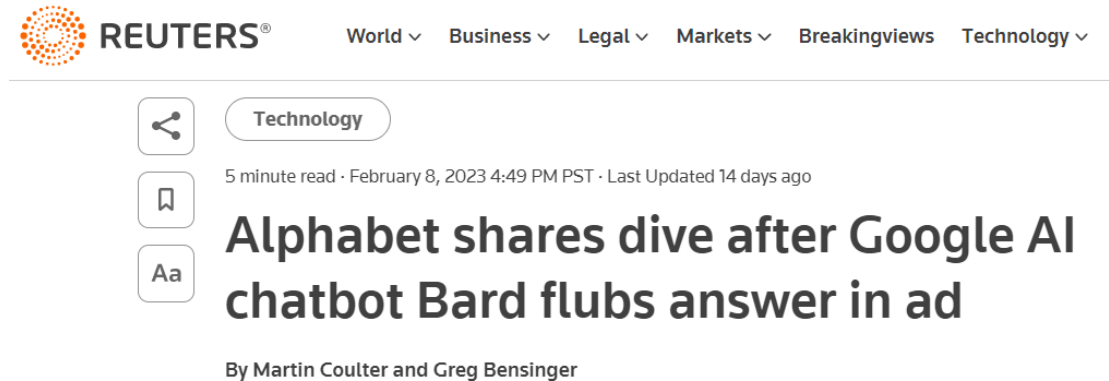 REUTERS®
World Business Legal Markets Breakingviews Technology
Technology
5 minute read · February 8, 2023 4:49 PM PST · Last Updated 14 days ago
Aa
Alphabet shares dive after Google AI
chatbot Bard flubs answer in ad
By Martin Coulter and Greg Bensinger